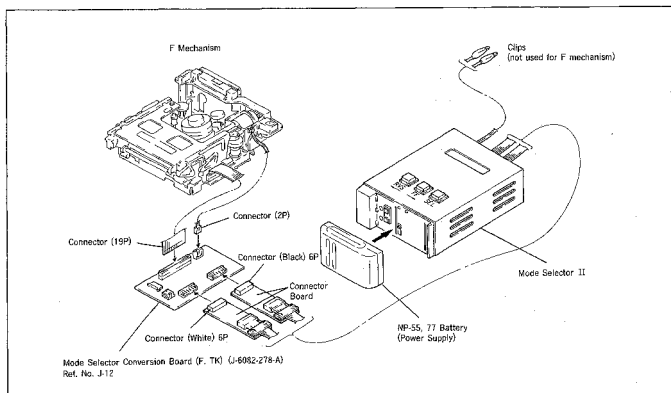 F Mechanism
Clips
(not used for F mechanism)
Connector (2P)
Connector (19P)
Connector (Black) 6P
Connector
Board
Mode Selector II
Connector (White) 6P
NP-55, 77 Battery
(Power Supply)
Mode Selector Conversion Board (F. TK) (J-6082-278-A)
Ref. No. J-12